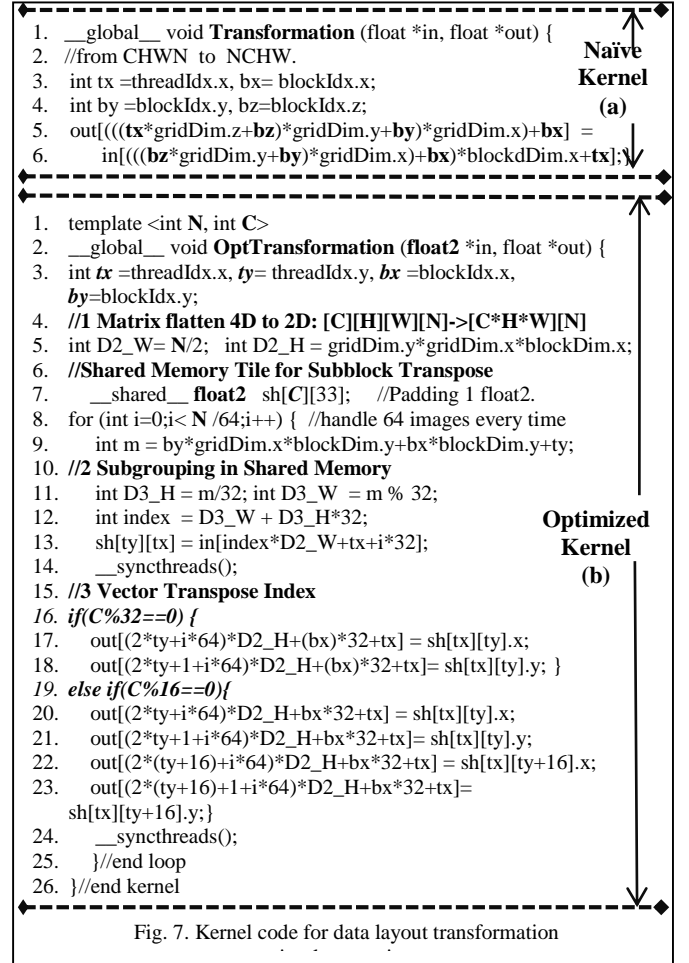 1. __global__ void Transformation (float *in, float *out) {
2. //from CHWN to NCHW.
3. int tx =threadIdx.x, bx= blockIdx.x;
4. int by =blockIdx.y, bz=blockIdx.z;
5. out[(((tx*gridDim.z+bz)*gridDim.y+by)*gridDim.x)+bx] =
6. in[(((bz*gridDim.y+by)*gridDim.x)+bx)*blockdDim.x+tx];}
Naïve
Kernel
(a)
1. template <int N, int C>
2. __global__ void OptTransformation (float2 *in, float *out) {
3. int tx =threadIdx.x, ty= threadIdx.y, bx =blockIdx.x,
by=blockIdx.y;
4. //1 Matrix flatten 4D to 2D: [C][H][W][N]->[C*H*W][N]
5. int D2_W= N/2; int D2_H = gridDim.y*gridDim.x*blockDim.x;
6. //Shared Memory Tile for Subblock Transpose
7. __shared__ float2 sh[C][33]; //Padding 1 float2.
8. for (int i=0;i< N /64;i++) { //handle 64 images every time
9. int m = by*gridDim.x*blockDim.y+bx*blockDim.y+ty;
10. //2 Subgrouping in Shared Memory
11. int D3_H = m/32; int D3_W = m % 32;
12. int index = D3_W + D3_H*32;
13. sh[ty][tx] = in[index*D2_W+tx+i*32];
14. __syncthreads();
15. //3 Vector Transpose Index
16. if(C%32==0) {
17. out[(2*ty+i*64)*D2_H+(bx)*32+tx] = sh[tx][ty].x;
18. out[(2*ty+1+i*64)*D2_H+(bx)*32+tx]= sh[tx][ty].y; }
19. else if(C%16==0){
20. out[(2*ty+i*64)*D2_H+bx*32+tx] = sh[tx][ty].x;
21. out[(2*ty+1+i*64)*D2_H+bx*32+tx]= sh[tx][ty].y;
22. out[(2*(ty+16)+i*64)*D2_H+bx*32+tx] = sh[tx][ty+16].x;
23. out[(2*(ty+16)+1+i*64)*D2_H+bx*32+tx]=
sh[tx][ty+16].y;}
24. __syncthreads();
25. }//end loop
26. }//end kernel
Optimized
Kernel
(b)
Fig. 7. Kernel code for data layout transformation